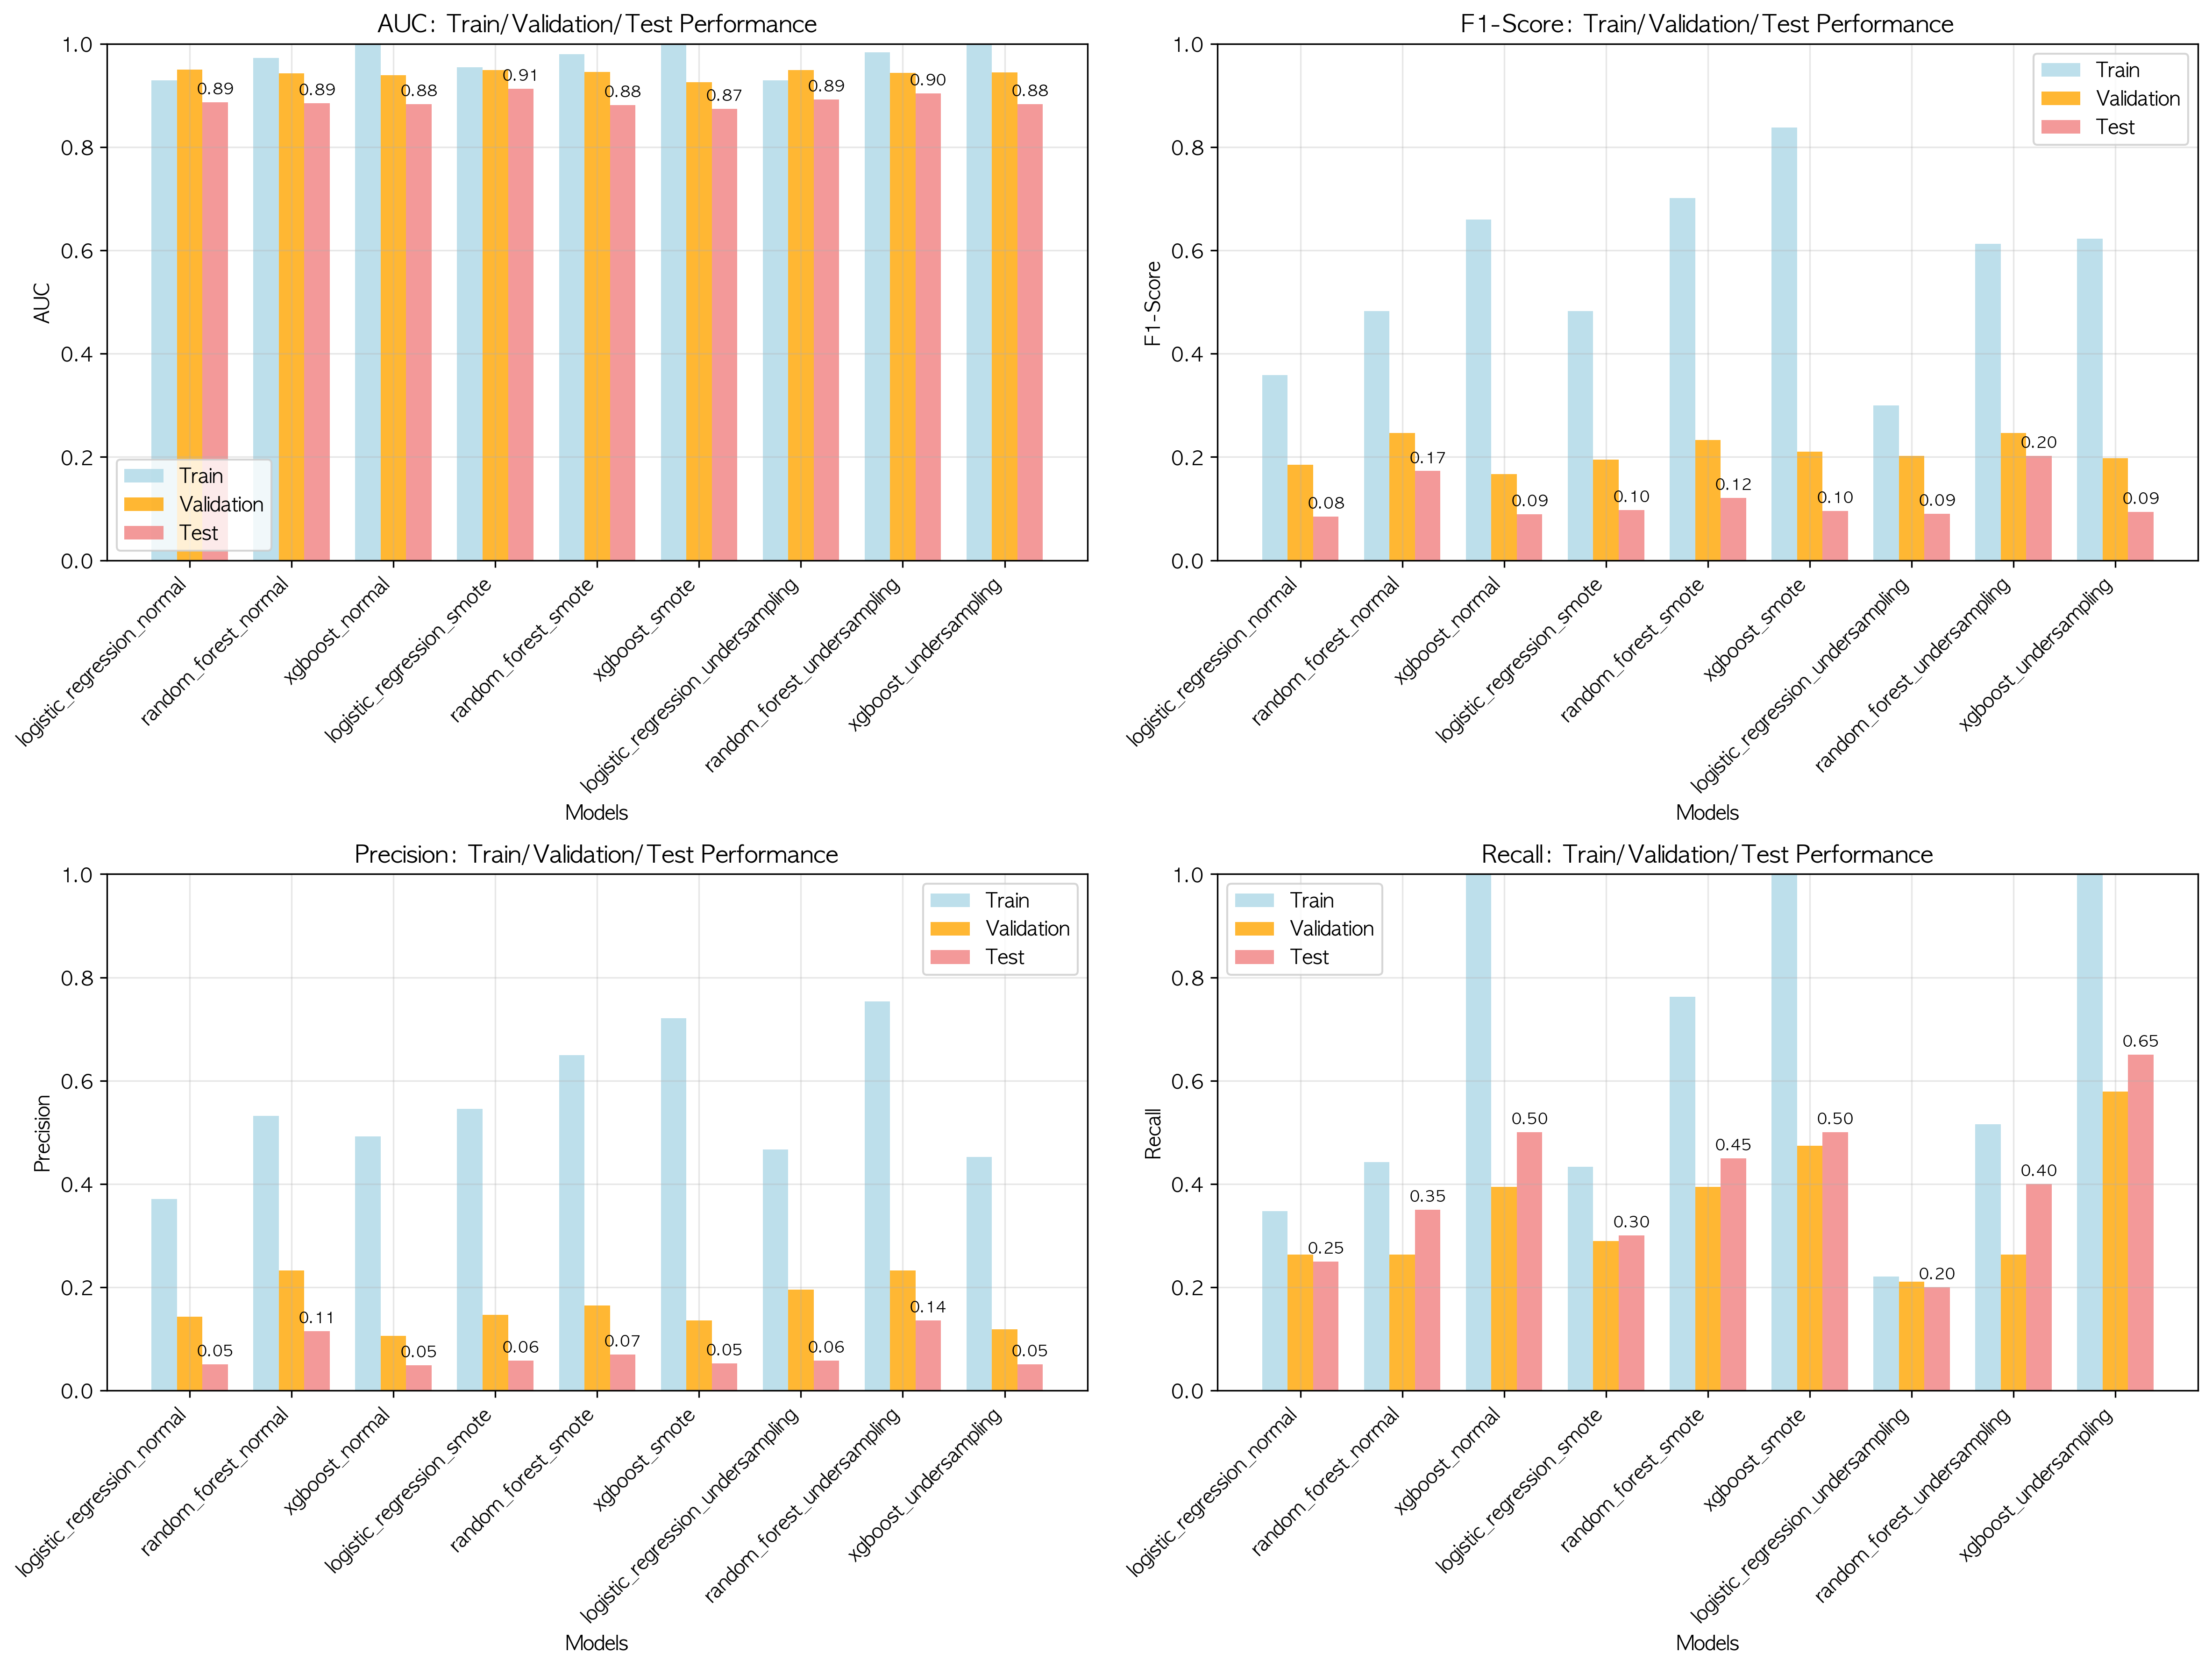 AUC: Train/Validation/Test Performance
1.0
0.8
0.6
0.4
0.2
0.0
AUC
0.89
0.89
0.88
0.91
0.88
0.87
0.89
0.90
0.88
Train
Validation
Test
logistic_regression_normal
random_forest_normal
xgboost_normal
logistic_regression_smote
random_forest_smote
xgboost_smote
logistic_regression_undersampling
random_forest_undersampling
xgboost_undersampling
Models
F1-Score: Train/Validation/Test Performance
1.0
0.8
0.6
0.4
0.2
0.0
F1-Score
Train
Validation
Test
0.08
0.17
0.09
0.10
0.12
0.10
0.09
0.20
0.09
logistic_regression_normal
random_forest_normal
xgboost_normal
logistic_regression_smote
random_forest_smote
xgboost_smote
logistic_regression_undersampling
random_forest_undersampling
xgboost_undersampling
Models
Precision: Train/Validation/Test Performance
1.0
0.8
0.6
0.4
0.2
0.0
Precision
Train
Validation
Test
0.05
0.11
0.05
0.06
0.07
0.05
0.06
0.14
0.05
logistic_regression_normal
random_forest_normal
xgboost_normal
logistic_regression_smote
random_forest_smote
xgboost_smote
logistic_regression_undersampling
random_forest_undersampling
xgboost_undersampling
Models
Recall: Train/Validation/Test Performance
1.0
0.8
0.6
0.4
0.2
0.0
Recall
Train
Validation
Test
0.25
0.35
0.50
0.30
0.45
0.50
0.20
0.40
0.65
logistic_regression_normal
random_forest_normal
xgboost_normal
logistic_regression_smote
random_forest_smote
xgboost_smote
logistic_regression_undersampling
random_forest_undersampling
xgboost_undersampling
Models